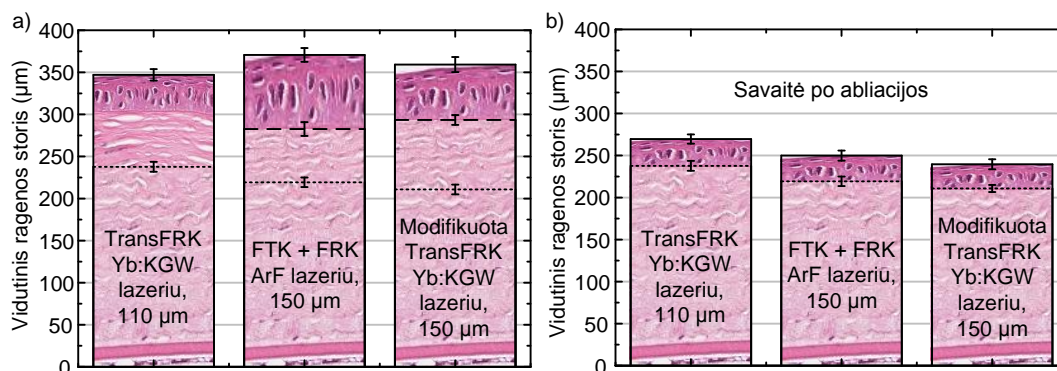 a)
Vidutinis ragenos storis (µm)
400
350
300
250
200
150
100
50
0
TransFRK
Yb:KGW
lazeriu,
110 µm
FTK + FRK
ArF lazeriu,
150 µm
Modifikuota
TransFRK
Yb:KGW
lazeriu,
150 µm
b)
Vidutinis ragenos storis (µm)
400
350
300
250
200
150
100
50
0
Savaitė po abliacijos
TransFRK
Yb:KGW
lazeriu,
110 µm
FTK + FRK
ArF lazeriu,
150 µm
Modifikuota
TransFRK
Yb:KGW
lazeriu,
150 µm